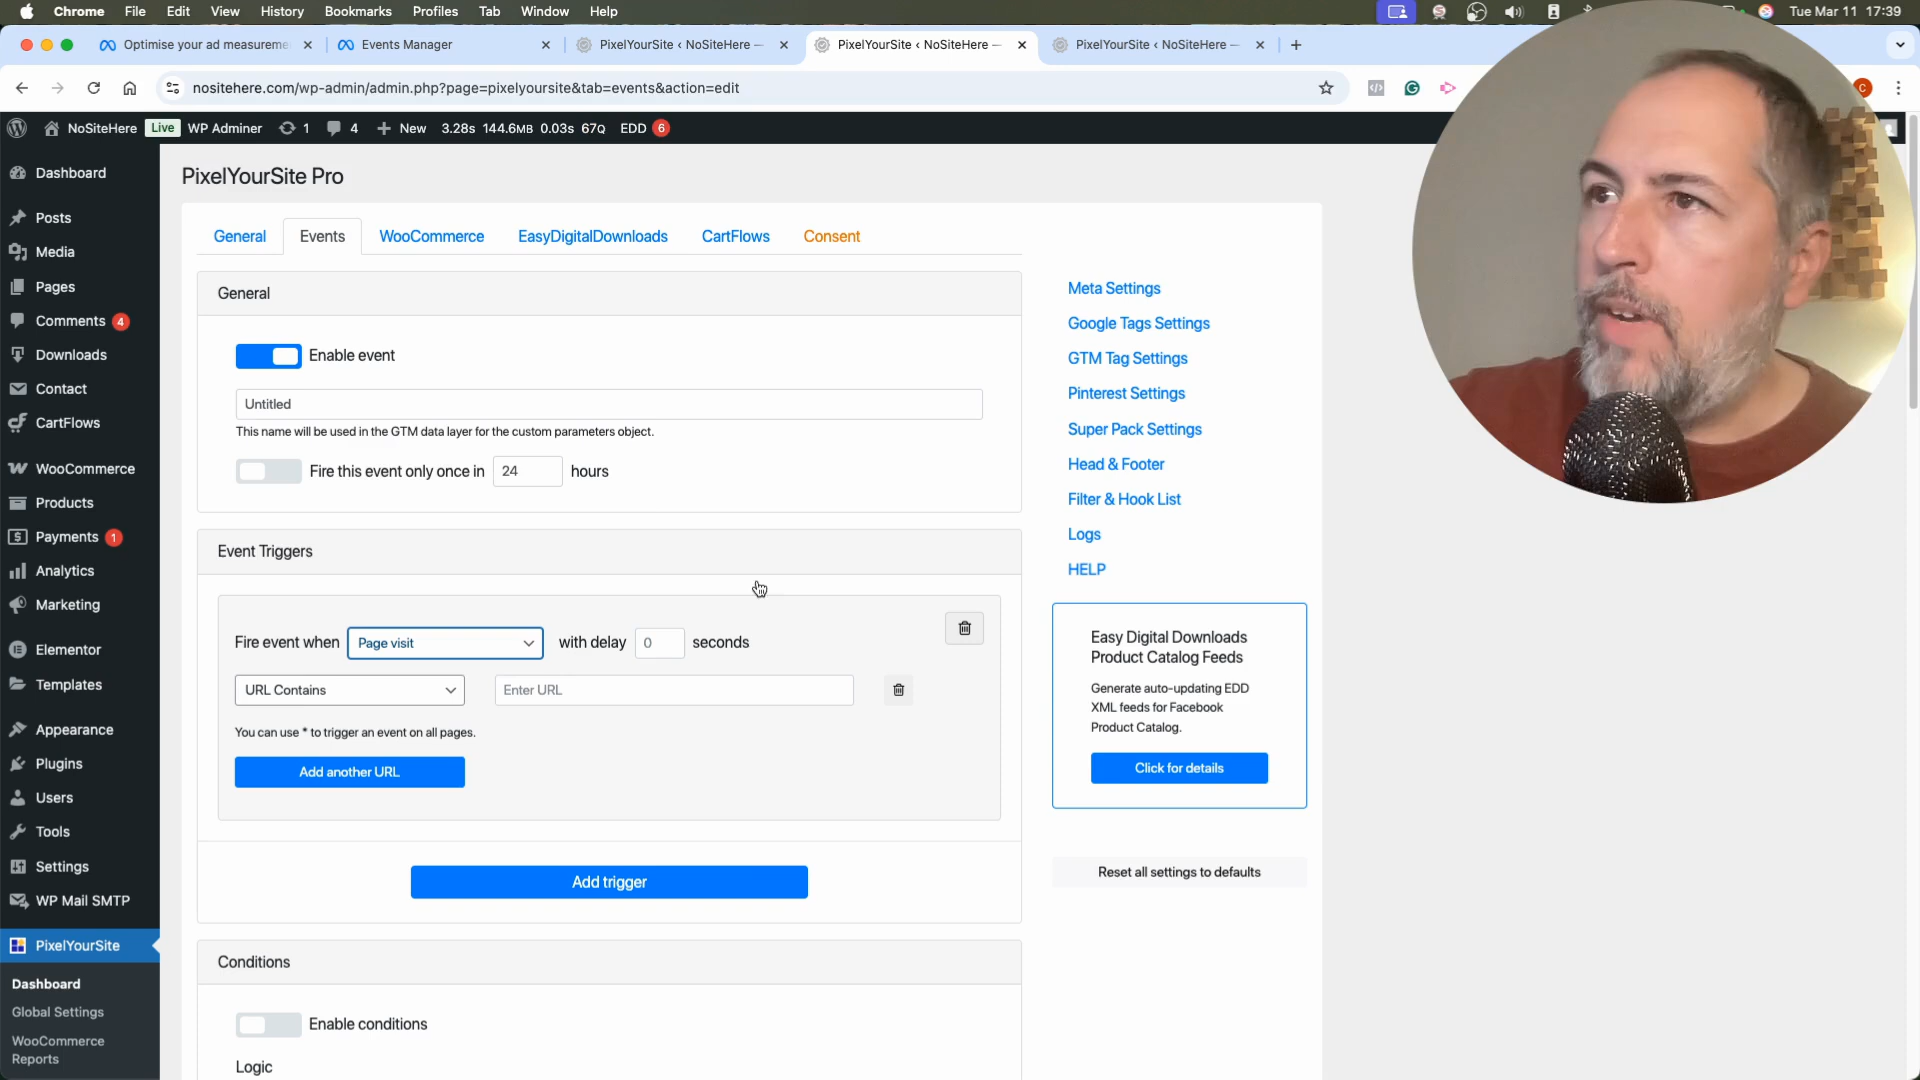 Chrome File Edit View History Bookmarks Profiles Tab Window Help Tue Mar 11 17:39
Optimise your ad measureme Events Manager PixelYourSite ‹ NoSiteHere — PixelYourSite ‹ NoSiteHere — PixelYourSite ‹ NoSiteHere —
nositehere.com/wp-admin/admin.php?page=pixelyoursite&tab=events&action=edit
NoSiteHere Live WP Adminer 1 4 New 3.28s 144.6MB 0.03s 67Q EDD 6
Dashboard
Posts
Media
Pages
Comments 4
Downloads
Contact
CartFlows
WooCommerce
Products
Payments 1
Analytics
Marketing
Elementor
Templates
Appearance
Plugins
Users
Tools
Settings
WP Mail SMTP
PixelYourSite
Dashboard
Global Settings
WooCommerce
Reports
PixelYourSite Pro
General Events WooCommerce EasyDigitalDownloads CartFlows Consent
General
Enable event
Untitled
This name will be used in the GTM data layer for the custom parameters object.
Fire this event only once in 24 hours
Event Triggers
Fire event when Page visit with delay 0 seconds
URL Contains Enter URL
You can use * to trigger an event on all pages.
Add another URL
Add trigger
Conditions
Enable conditions
Logic
Meta Settings
Google Tags Settings
GTM Tag Settings
Pinterest Settings
Super Pack Settings
Head & Footer
Filter & Hook List
Logs
HELP
Easy Digital Downloads
Product Catalog Feeds
Generate auto-updating EDD
XML feeds for Facebook
Product Catalog.
Click for details
Reset all settings to defaults